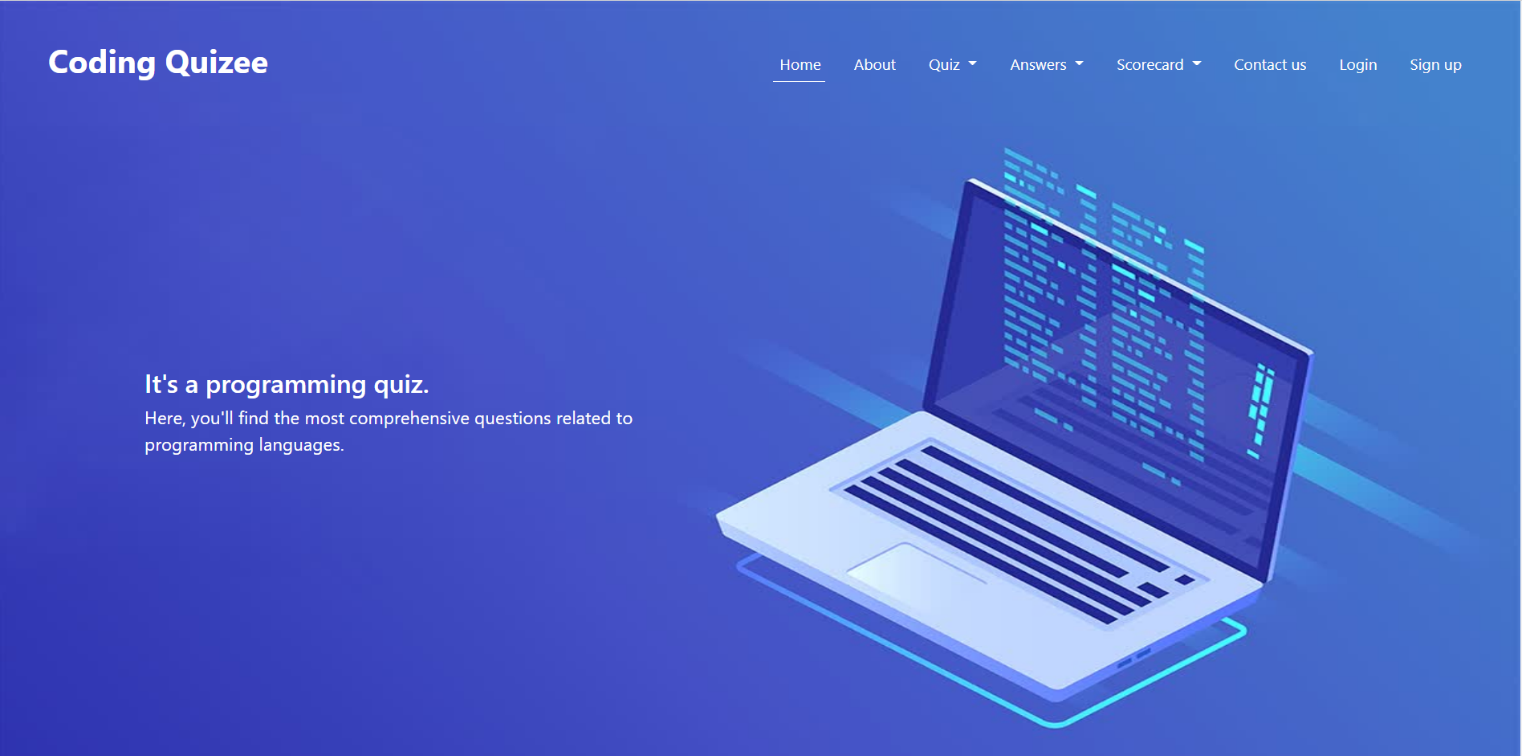 Coding Quizee
Home About Quiz Answers Scorecard Contact us Login Sign up
It's a programming quiz.
Here, you'll find the most comprehensive questions related to
programming languages.